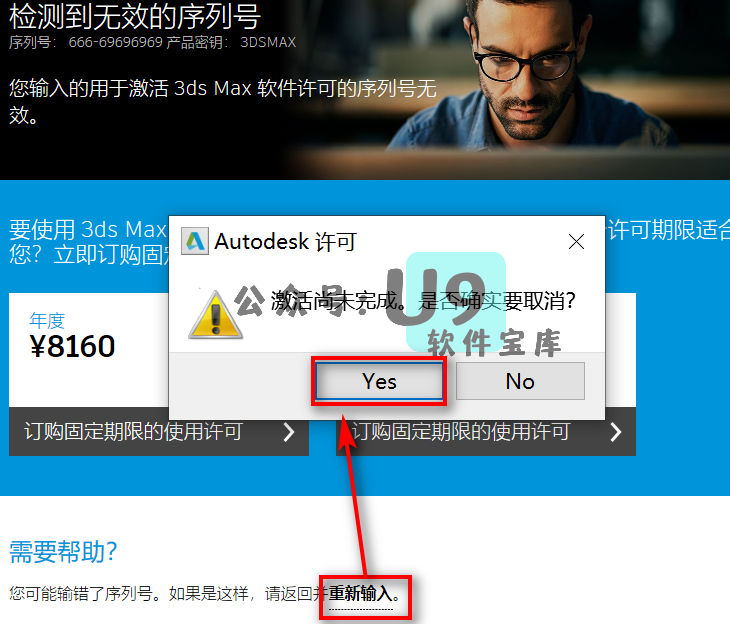 检测到无效的序列号
序列号： 666-69696969 产品密钥： 3DSMAX
您输入的用于激活 3ds Max 软件许可的序列号无
效。
要使用 3ds Max
许可期限适合
您？立即订购固定
Autodesk 许可
激活尚未完成。是否确实要取消?
公众号.U9
软件宝库
Yes
No
年度
¥8160
订购固定期限的使用许可
订购固定期限的使用许可
需要帮助?
您可能输错了序列号。如果是这样，请返回并重新输入。